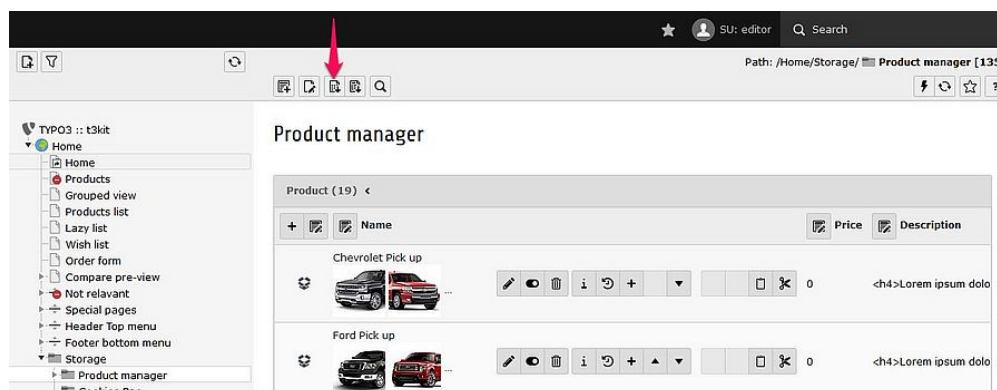 SU: editor
Search
Path: /Home/Storage/ Product manager [135
TYPO3 :: t3kit
Home
Home
Products
Grouped view
Products list
Lazy list
Wish list
Order form
Compare pre-view
Not relavant
Special pages
Header Top menu
Footer bottom menu
Storage
Product manager
Product manager
Product (19)
Name
Price
Description
Chevrolet Pick up
...
0
<h4>Lorem ipsum dolo
Ford Pick up
...
0
<h4>Lorem ipsum dolo